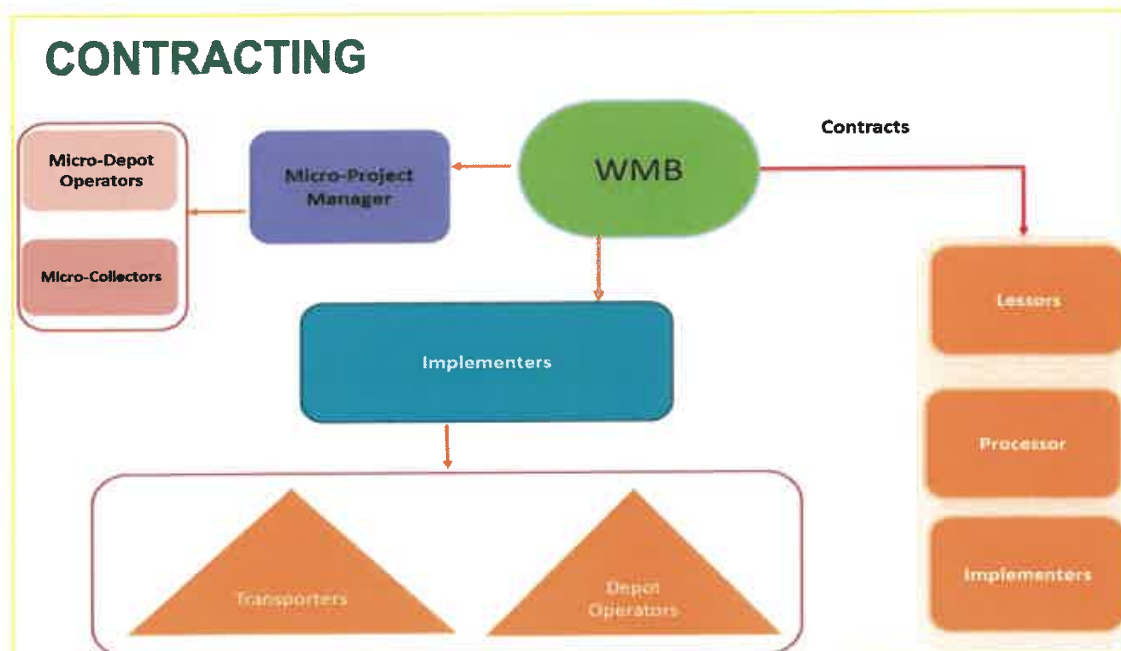 CONTRACTING
Micro-Depot
Operators
Micro-Collectors
Micro-Project
Manager
WMB
Contracts
Implementers
Lessors
Processor
Implementers
Transporters
Depot
Operators